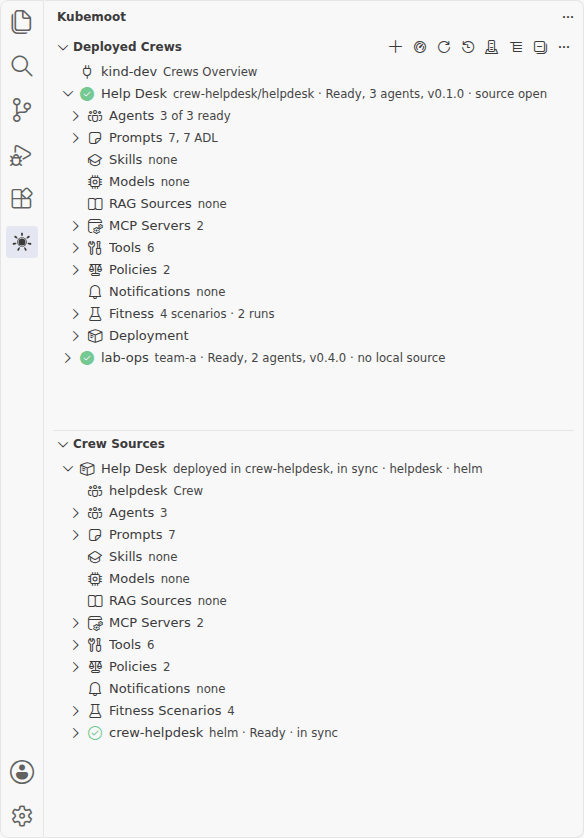 Kubemoot
Deployed Crews
kind-dev Crews Overview
Help Desk crew-helpdesk/helpdesk · Ready, 3 agents, v0.1.0 · source open
Agents 3 of 3 ready
Prompts 7, 7 ADL
Skills none
Models none
RAG Sources none
MCP Servers 2
Tools 6
Policies 2
Notifications none
Fitness 4 scenarios · 2 runs
Deployment
lab-ops team-a · Ready, 2 agents, v0.4.0 · no local source
Crew Sources
Help Desk deployed in crew-helpdesk, in sync · helpdesk · helm
helpdesk Crew
Agents 3
Prompts 7
Skills none
Models none
RAG Sources none
MCP Servers 2
Tools 6
Policies 2
Notifications none
Fitness Scenarios 4
crew-helpdesk helm · Ready · in sync